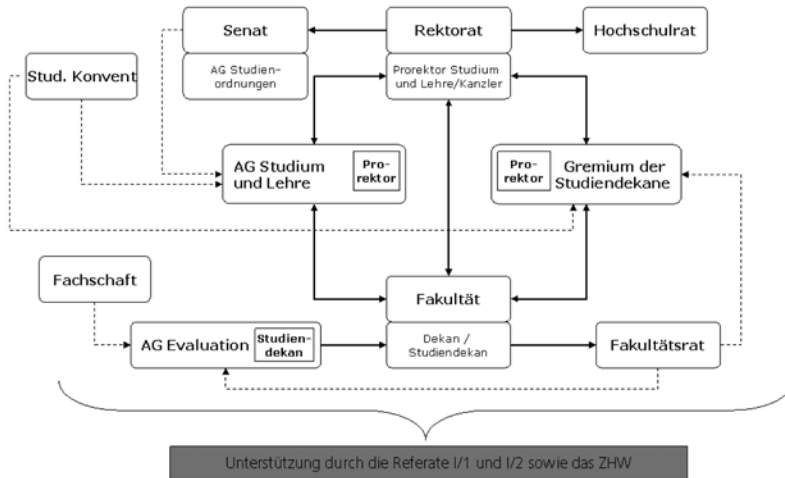 Senat
Rektorat
Hochschulrat
AG Studien-
ordnungen
Prorektor Studium
und Lehre/Kanzler
Stud. Konvent
AG Studium
und Lehre
Pro-
rektor
Pro-
rektor
Gremium der
Studiendekane
Fachschaft
Fakultät
AG Evaluation
Studien-
dekan
Dekan /
Studiendekan
Fakultätsrat
Unterstützung durch die Referate I/1 und I/2 sowie das ZHW